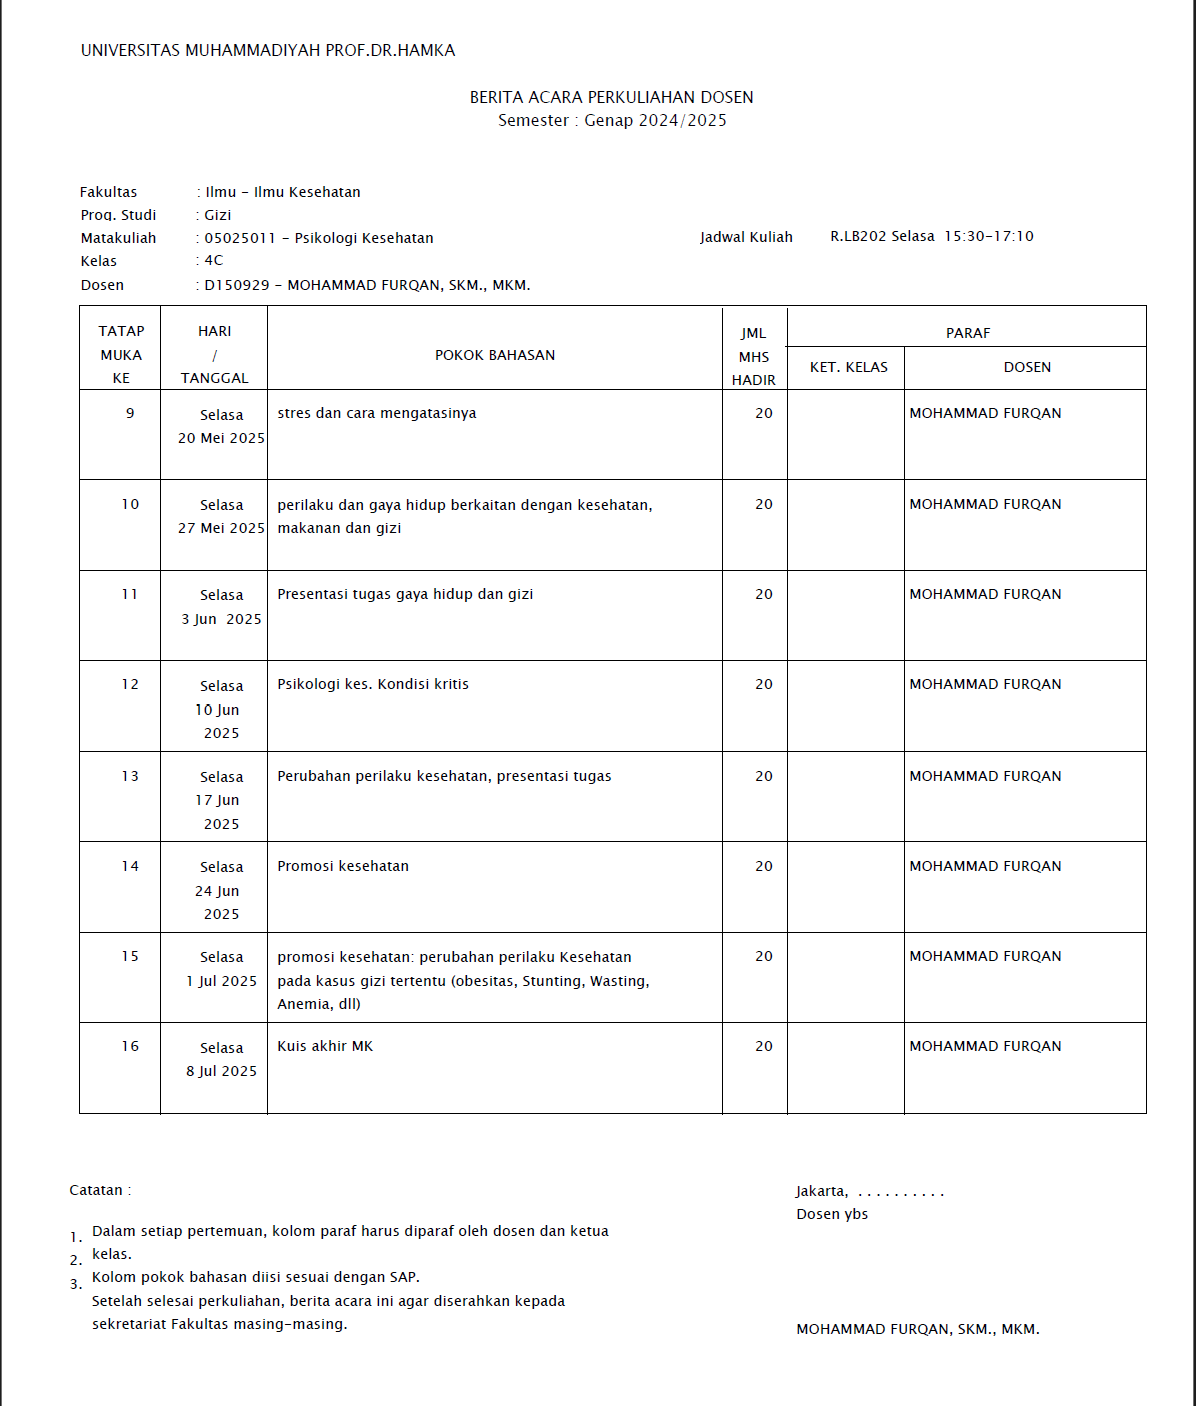 UNIVERSITAS MUHAMMADIYAH PROF.DR.HAMKA
BERITA ACARA PERKULIAHAN DOSEN
Semester : Genap 2024/2025
Fakultas : Ilmu - Ilmu Kesehatan
Prog. Studi : Gizi
Matakuliah : 05025011 - Psikologi Kesehatan Jadwal Kuliah R.LB202 Selasa 15:30-17:10
Kelas : 4C
Dosen : D150929 - MOHAMMAD FURQAN, SKM., MKM.
TATAP MUKA KE HARI / TANGGAL POKOK BAHASAN JML MHS HADIR PARAF
KET. KELAS DOSEN
9 Selasa stres dan cara mengatasinya 20 MOHAMMAD FURQAN
20 Mei 2025
10 Selasa perilaku dan gaya hidup berkaitan dengan kesehatan, 20 MOHAMMAD FURQAN
27 Mei 2025 makanan dan gizi
11 Selasa Presentasi tugas gaya hidup dan gizi 20 MOHAMMAD FURQAN
3 Jun 2025
12 Selasa Psikologi kes. Kondisi kritis 20 MOHAMMAD FURQAN
10 Jun
2025
13 Selasa Perubahan perilaku kesehatan, presentasi tugas 20 MOHAMMAD FURQAN
17 Jun
2025
14 Selasa Promosi kesehatan 20 MOHAMMAD FURQAN
24 Jun
2025
15 Selasa promosi kesehatan: perubahan perilaku Kesehatan 20 MOHAMMAD FURQAN
1 Jul 2025 pada kasus gizi tertentu (obesitas, Stunting, Wasting,
Anemia, dll)
16 Selasa Kuis akhir MK 20 MOHAMMAD FURQAN
8 Jul 2025
Catatan :
1. Dalam setiap pertemuan, kolom paraf harus diparaf oleh dosen dan ketua
2. kelas.
3. Kolom pokok bahasan diisi sesuai dengan SAP.
Setelah selesai perkuliahan, berita acara ini agar diserahkan kepada
sekretariat Fakultas masing-masing.
Jakarta, . . . . . . . . . .
Dosen ybs
MOHAMMAD FURQAN, SKM., MKM.